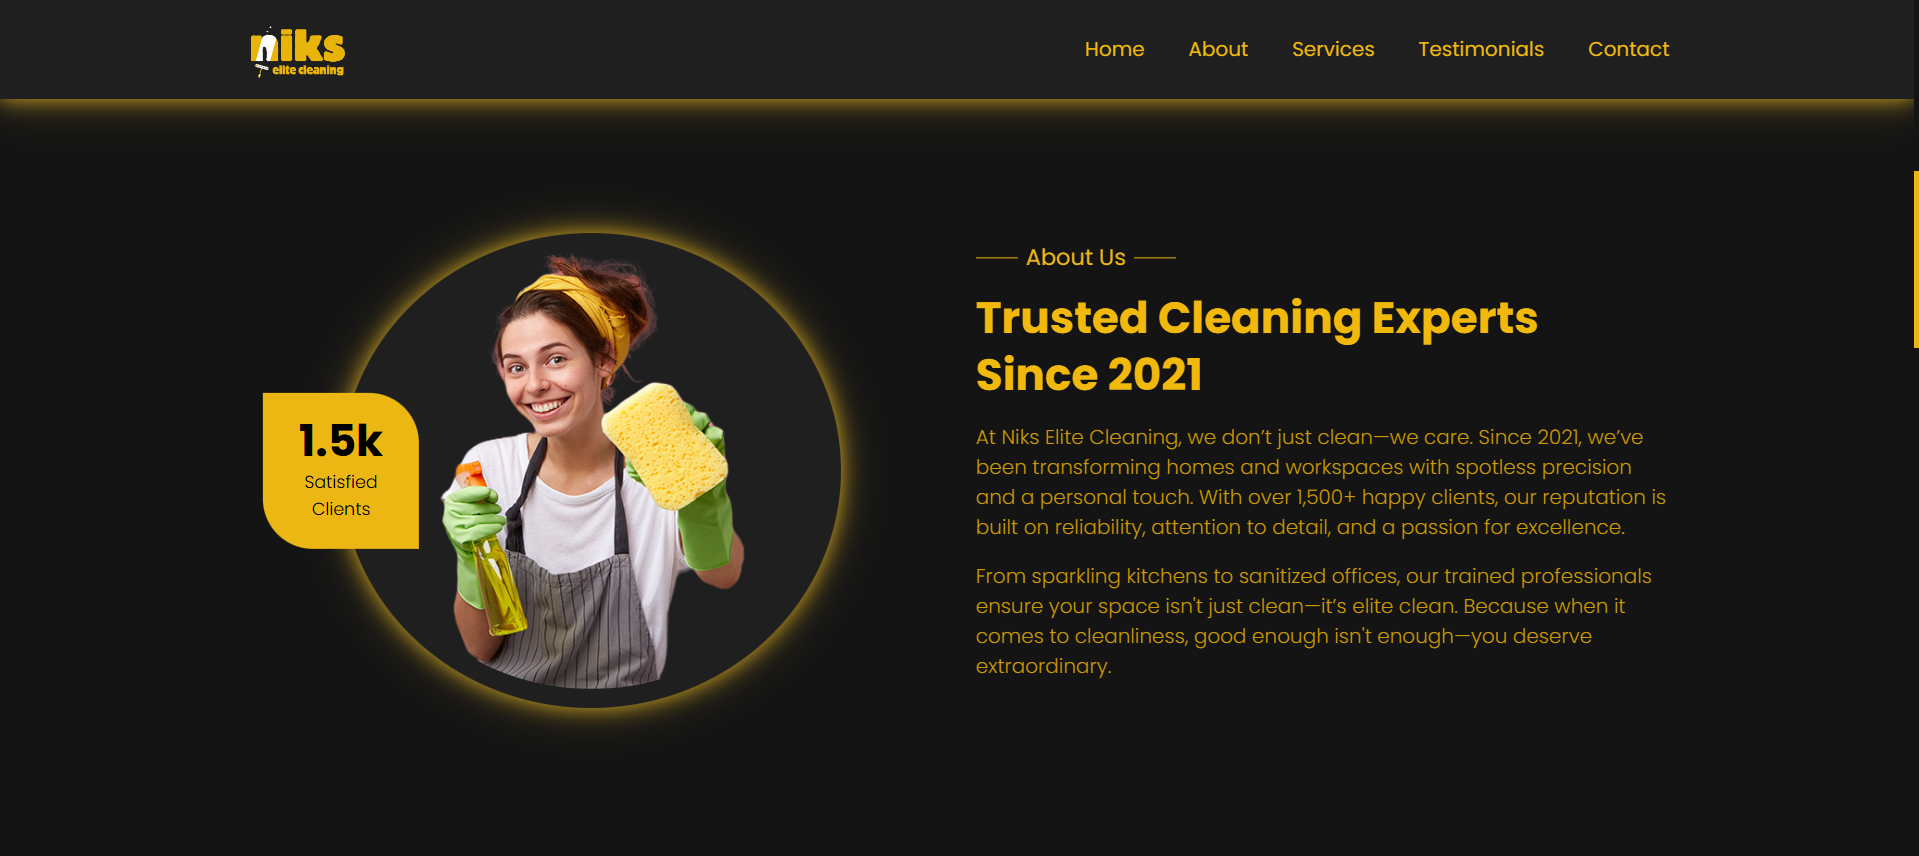 niks
elite cleaning
Home About Services Testimonials Contact
About Us
Trusted Cleaning Experts
Since 2021
1.5k
Satisfied
Clients
At Niks Elite Cleaning, we don’t just clean—we care. Since 2021, we’ve
been transforming homes and workspaces with spotless precision
and a personal touch. With over 1,500+ happy clients, our reputation is
built on reliability, attention to detail, and a passion for excellence.
From sparkling kitchens to sanitized offices, our trained professionals
ensure your space isn't just clean—it’s elite clean. Because when it
comes to cleanliness, good enough isn't enough—you deserve
extraordinary.